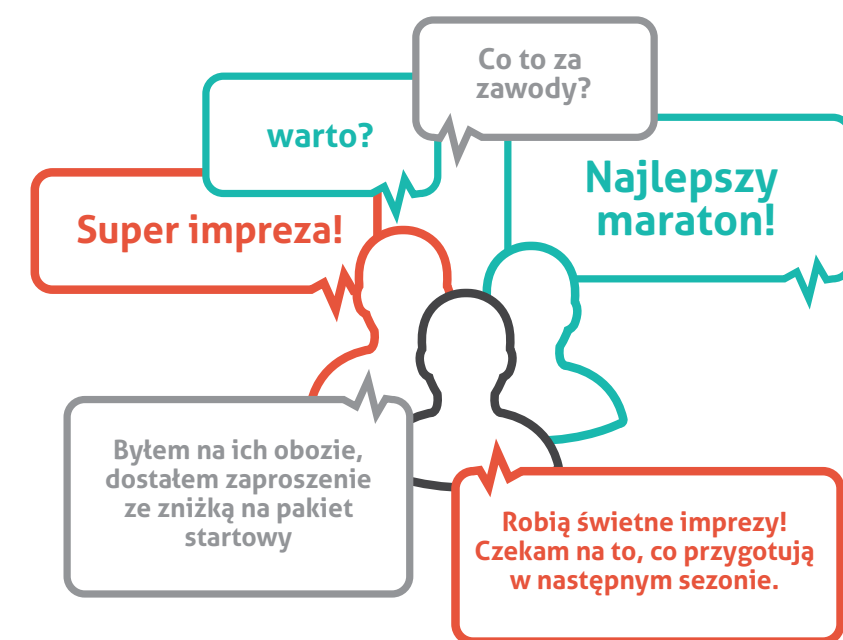 Co to za
zawody?
warto?
Najlepszy
maraton!
Super impreza!
Byłem na ich obozie,
dostałem zaproszenie
ze zniżką na pakiet
startowy
Robią świetne imprezy!
Czekam na to, co przygotują
w następnym sezonie.